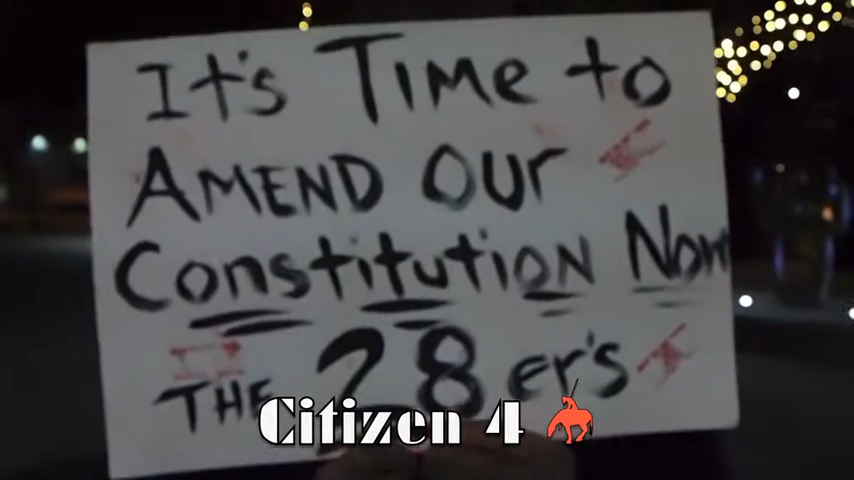 It's Time to
AMEND Our
Constitution Now
THE 28er's
Citizen 4